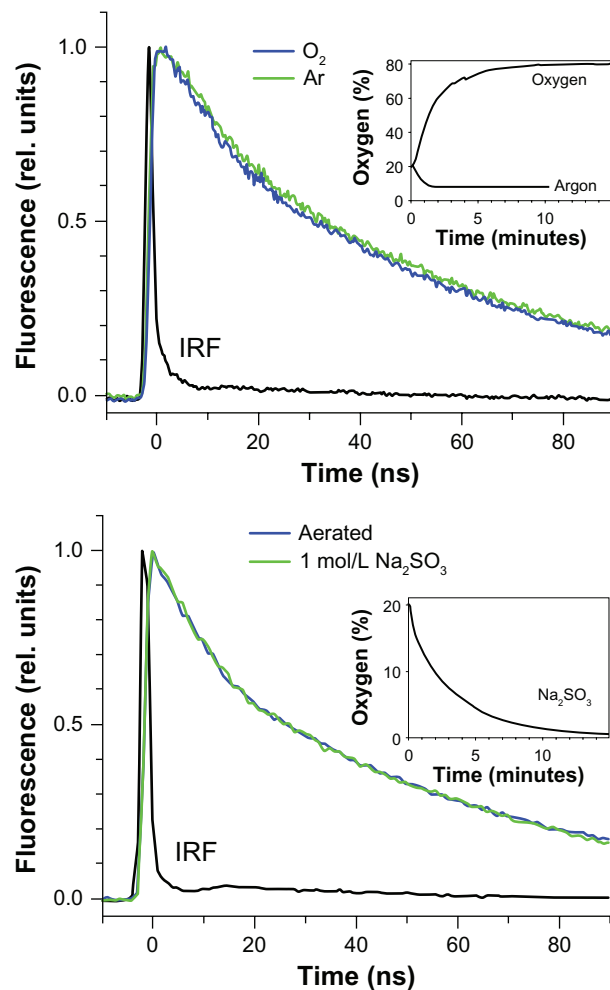 Fluorescence (rel. units)
1.0
0.5
0.0
O₂
Ar
IRF
0
20
40
60
80
Time (ns)
Oxygen (%)
80
60
40
20
0
Oxygen
Argon
0
5
10
Time (minutes)
Fluorescence (rel. units)
1.0
0.5
0.0
Aerated
1 mol/L Na₂SO₃
IRF
0
20
40
60
80
Time (ns)
Oxygen (%)
20
10
0
Na₂SO₃
0
5
10
Time (minutes)